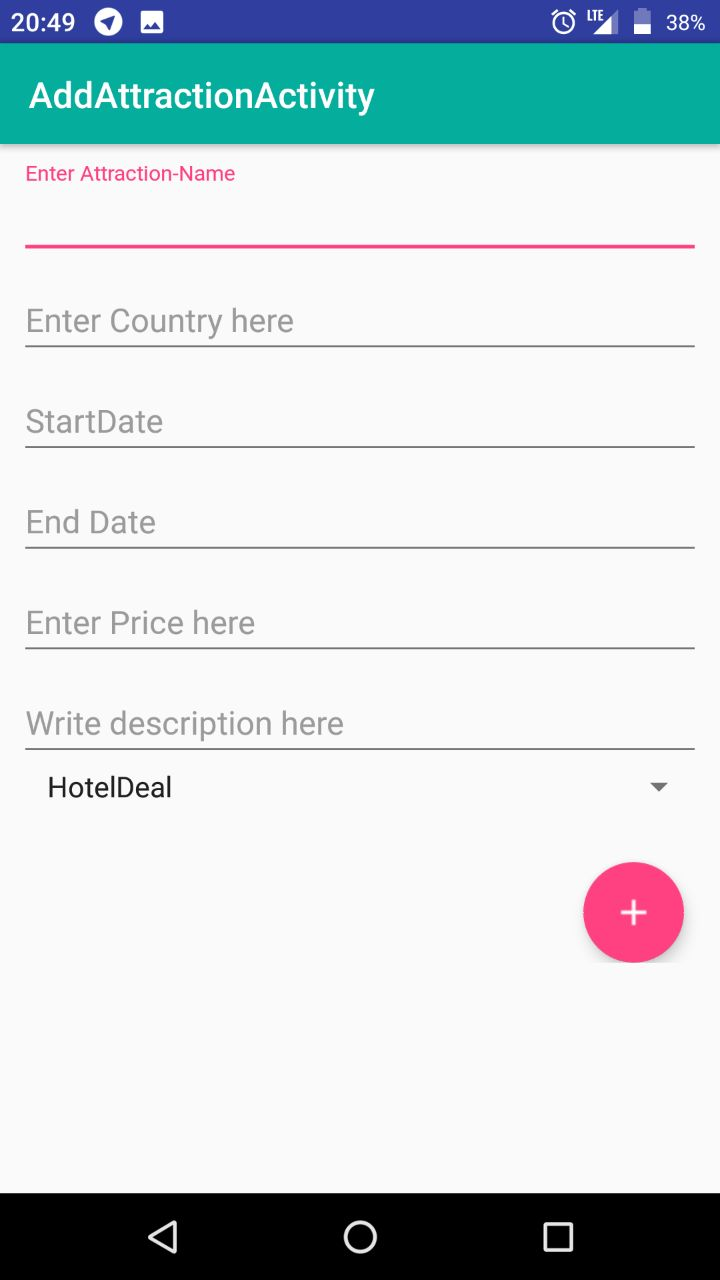 20:49 LTE 38%
AddAttractionActivity
Enter Attraction-Name
Enter Country here
StartDate
End Date
Enter Price here
Write description here
HotelDeal